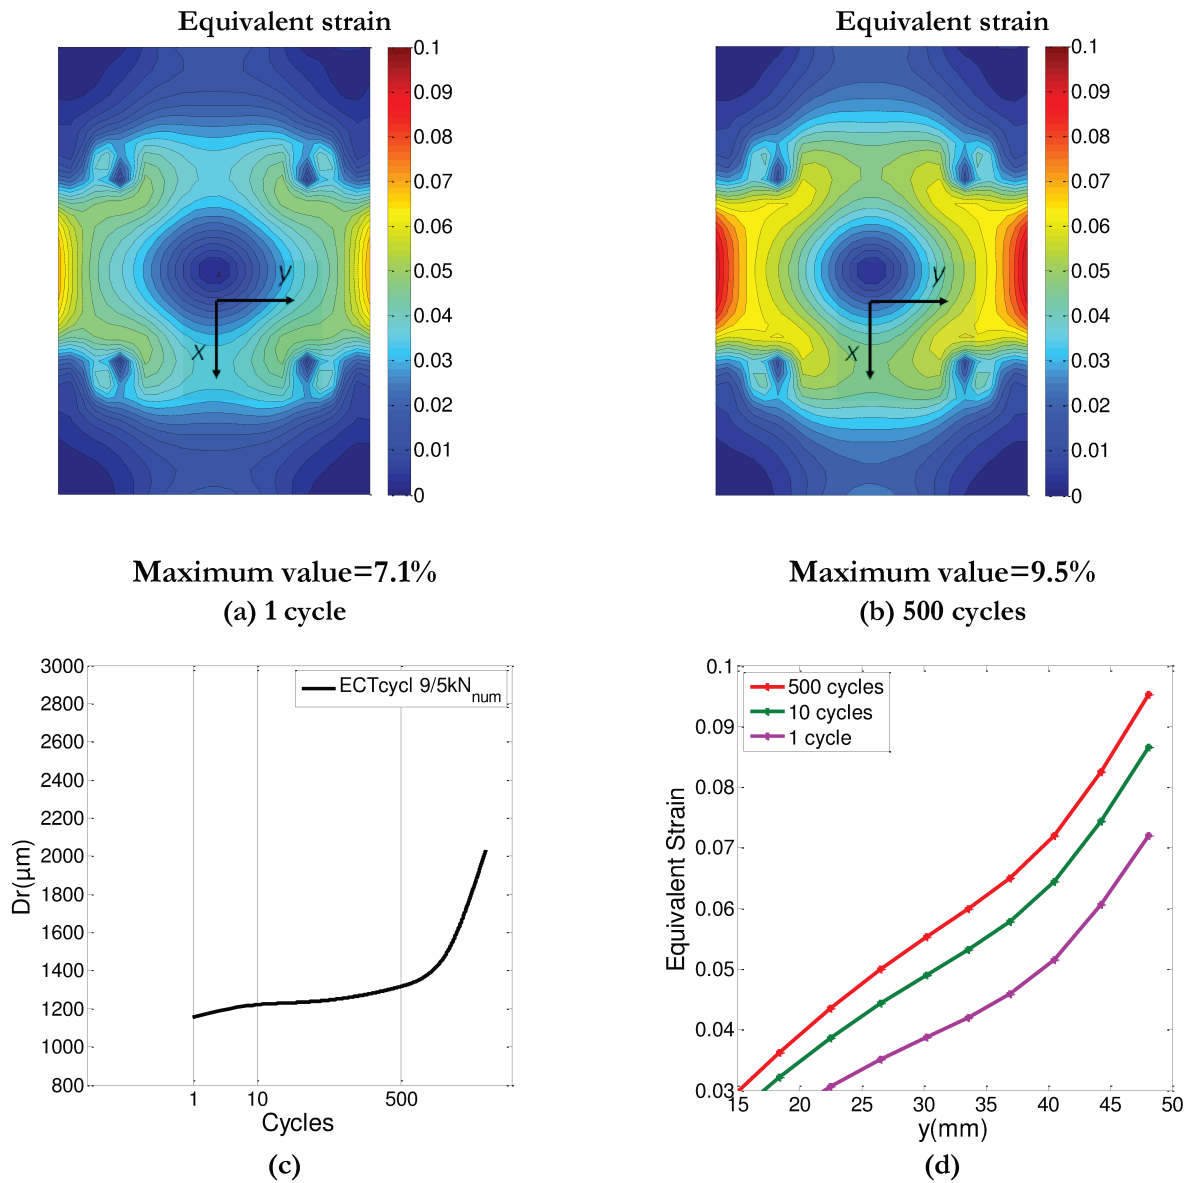 Equivalent strain
0.1
0.09
0.08
0.07
0.06
0.05
0.04
0.03
0.02
0.01
0
y
x
Maximum value=7.1%
(a) 1 cycle
Equivalent strain
0.1
0.09
0.08
0.07
0.06
0.05
0.04
0.03
0.02
0.01
0
y
x
Maximum value=9.5%
(b) 500 cycles
3000
2800
2600
2400
2200
2000
1800
1600
1400
1200
1000
800
Dr(μm)
ECTcycl 9/5kNnum
1 10 500
Cycles
(c)
0.1
0.09
0.08
0.07
0.06
0.05
0.04
0.03
Equivalent Strain
500 cycles
10 cycles
1 cycle
15 20 25 30 35 40 45 50
y(mm)
(d)